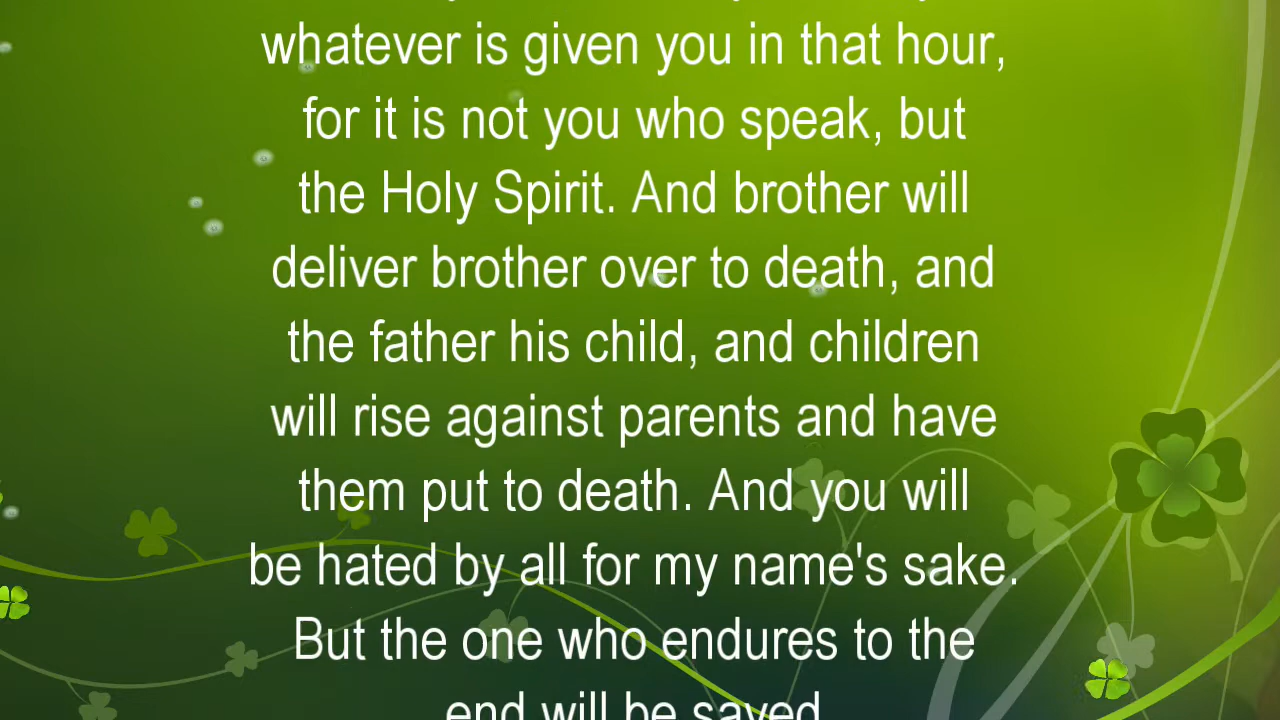 whatever is given you in that hour,
for it is not you who speak, but
the Holy Spirit. And brother will
deliver brother over to death, and
the father his child, and children
will rise against parents and have
them put to death. And you will
be hated by all for my name's sake.
But the one who endures to the
end will be saved